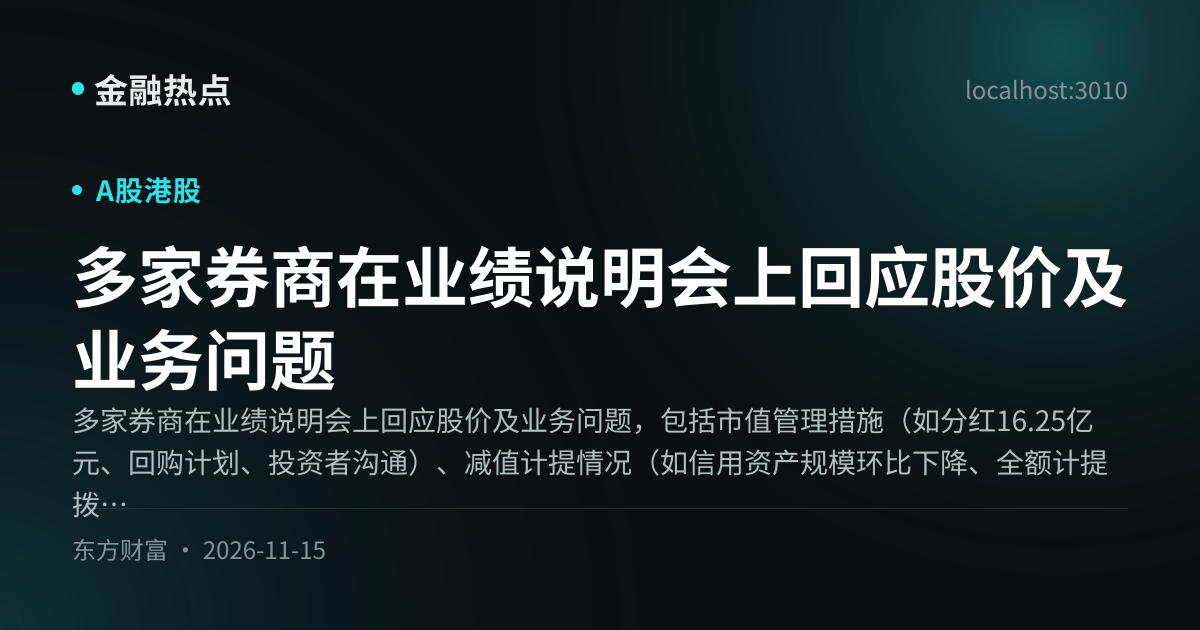 金融热点
localhost:3010
A股港股
多家券商在业绩说明会上回应股价及
业务问题
多家券商在业绩说明会上回应股价及业务问题，包括市值管理措施（如分红16.25亿
元、回购计划、投资者沟通）、减值计提情况（如信用资产规模环比下降、全额计提
拨…
东方财富 • 2026-11-15